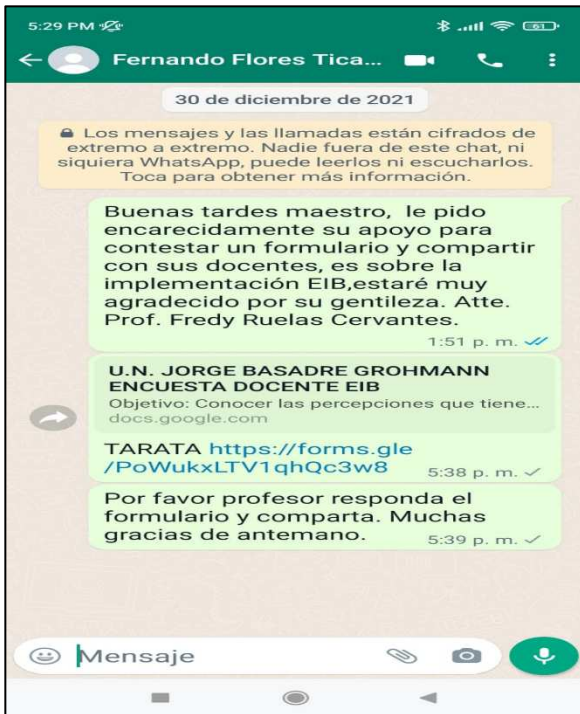 5:29 PM
61
Fernando Flores Tica...
30 de diciembre de 2021
Los mensajes y las llamadas están cifrados de
extremo a extremo. Nadie fuera de este chat, ni
siquiera WhatsApp, puede leerlos ni escucharlos.
Toca para obtener más información.
Buenas tardes maestro, le pido
encarecidamente su apoyo para
contestar un formulario y compartir
con sus docentes, es sobre la
implementación EIB,estaré muy
agradecido por su gentileza. Atte.
Prof. Fredy Ruelas Cervantes.
1:51 p. m.
U.N. JORGE BASADRE GROHMANN
ENCUESTA DOCENTE EIB
Objetivo: Conocer las percepciones que tiene...
docs.google.com
TARATA https://forms.gle
/PoWukxLTV1qhQc3w8 5:38 p. m.
Por favor profesor responda el
formulario y comparta. Muchas
gracias de antemano. 5:39 p. m.
Mensaje